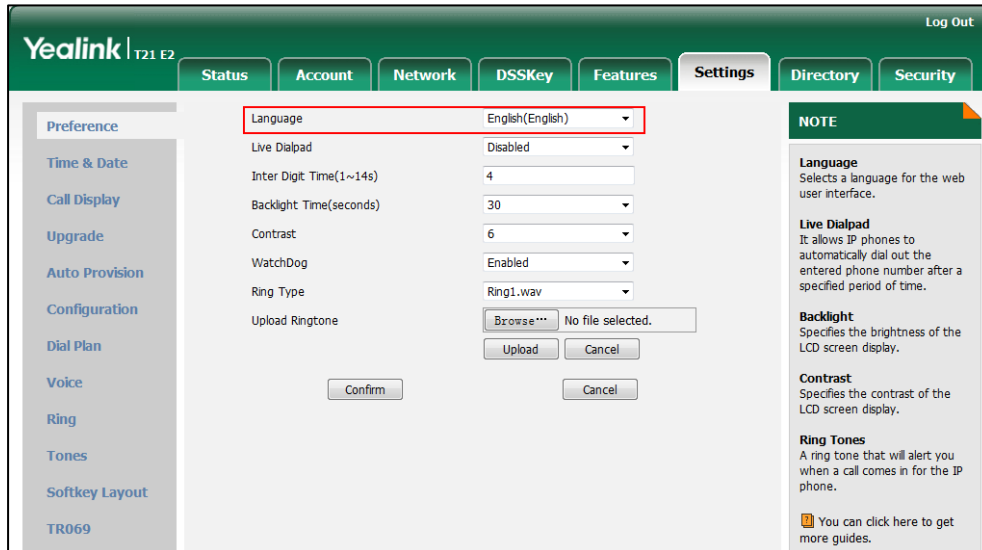 Log Out
Yealink T21 E2
Status Account Network DSSKey Features Settings Directory Security
Preference
Time & Date
Call Display
Upgrade
Auto Provision
Configuration
Dial Plan
Voice
Ring
Tones
Softkey Layout
TR069
Language English(English)
Live Dialpad Disabled
Inter Digit Time(1~14s) 4
Backlight Time(seconds) 30
Contrast 6
WatchDog Enabled
Ring Type Ring1.wav
Upload Ringtone Browse… No file selected.
Upload Cancel
Confirm Cancel
NOTE
Language
Selects a language for the web
user interface.
Live Dialpad
It allows IP phones to
automatically dial out the
entered phone number after a
specified period of time.
Backlight
Specifies the brightness of the
LCD screen display.
Contrast
Specifies the contrast of the
LCD screen display.
Ring Tones
A ring tone that will alert you
when a call comes in for the IP
phone.
? You can click here to get
more guides.